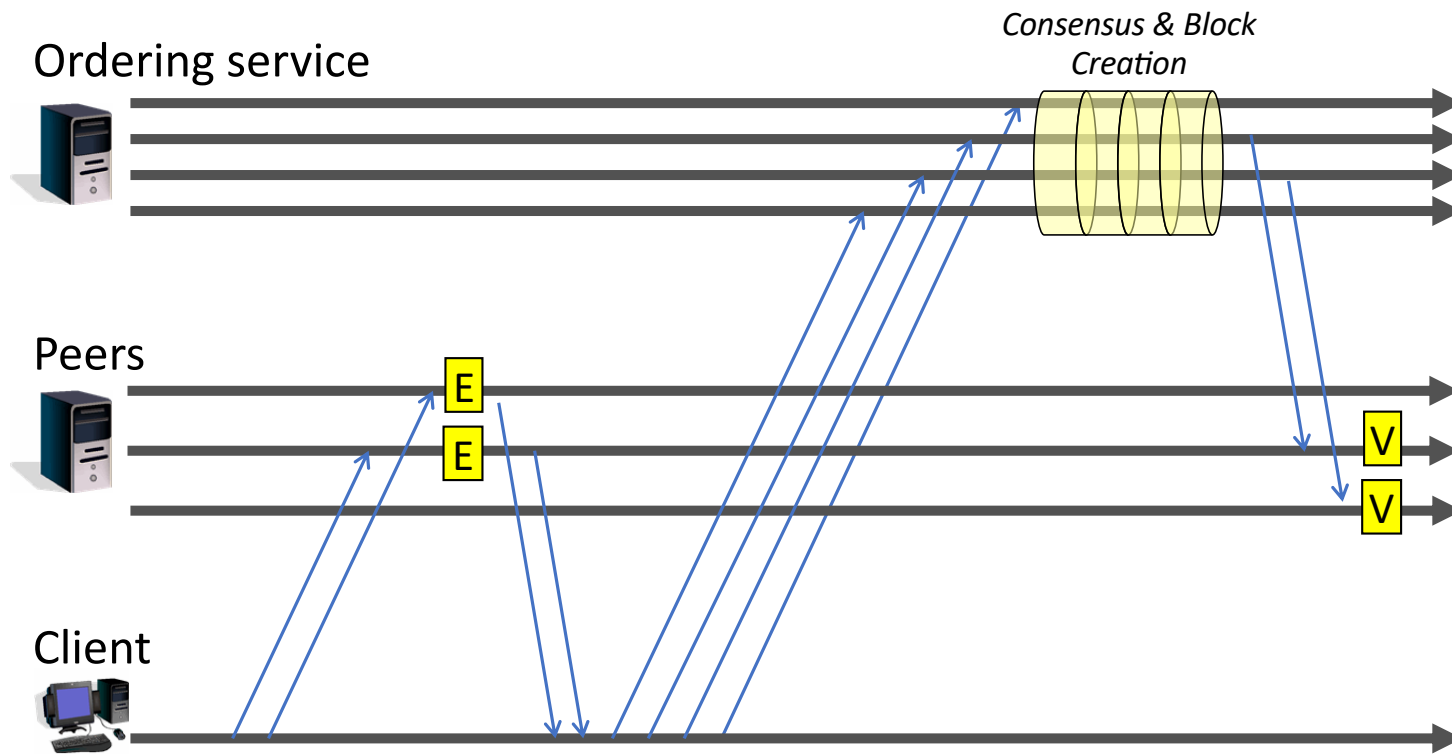 Consensus & Block
Creation
Ordering service
Peers
E
E
V
V
Client